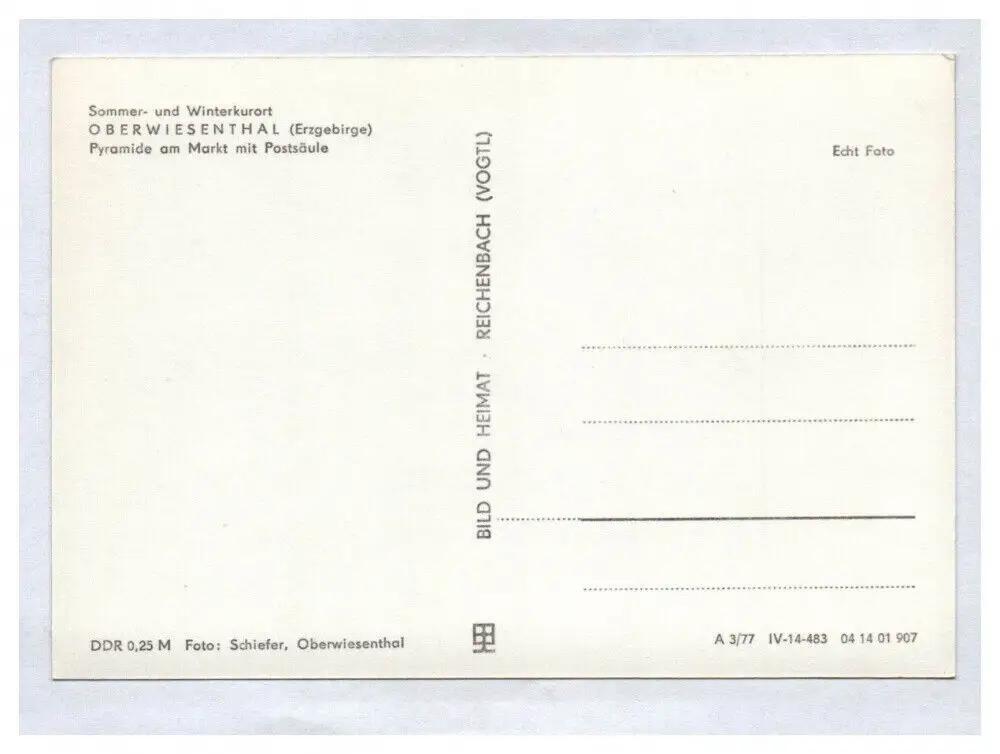 Sommer- und Winterkurort
OBERWIESENTHAL (Erzgebirge)
Pyramide am Markt mit Postsäule
Echt Foto
BILD UND HEIMAT · REICHENBACH (VOGTL)
DDR 0,25 M Foto: Schiefer, Oberwiesenthal
A 3/77 IV-14-483 04 14 01 907